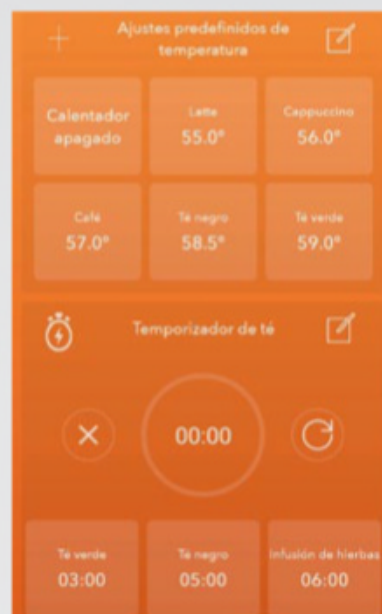 Ajustes predefinidos de
temperatura
Calentador
apagado
Latte
55.0°
Cappuccino
56.0°
Café
57.0°
Té negro
58.5°
Té verde
59.0°
Temporizador de té
00:00
Té verde
03:00
Té negro
05:00
Infusión de hierbas
06:00